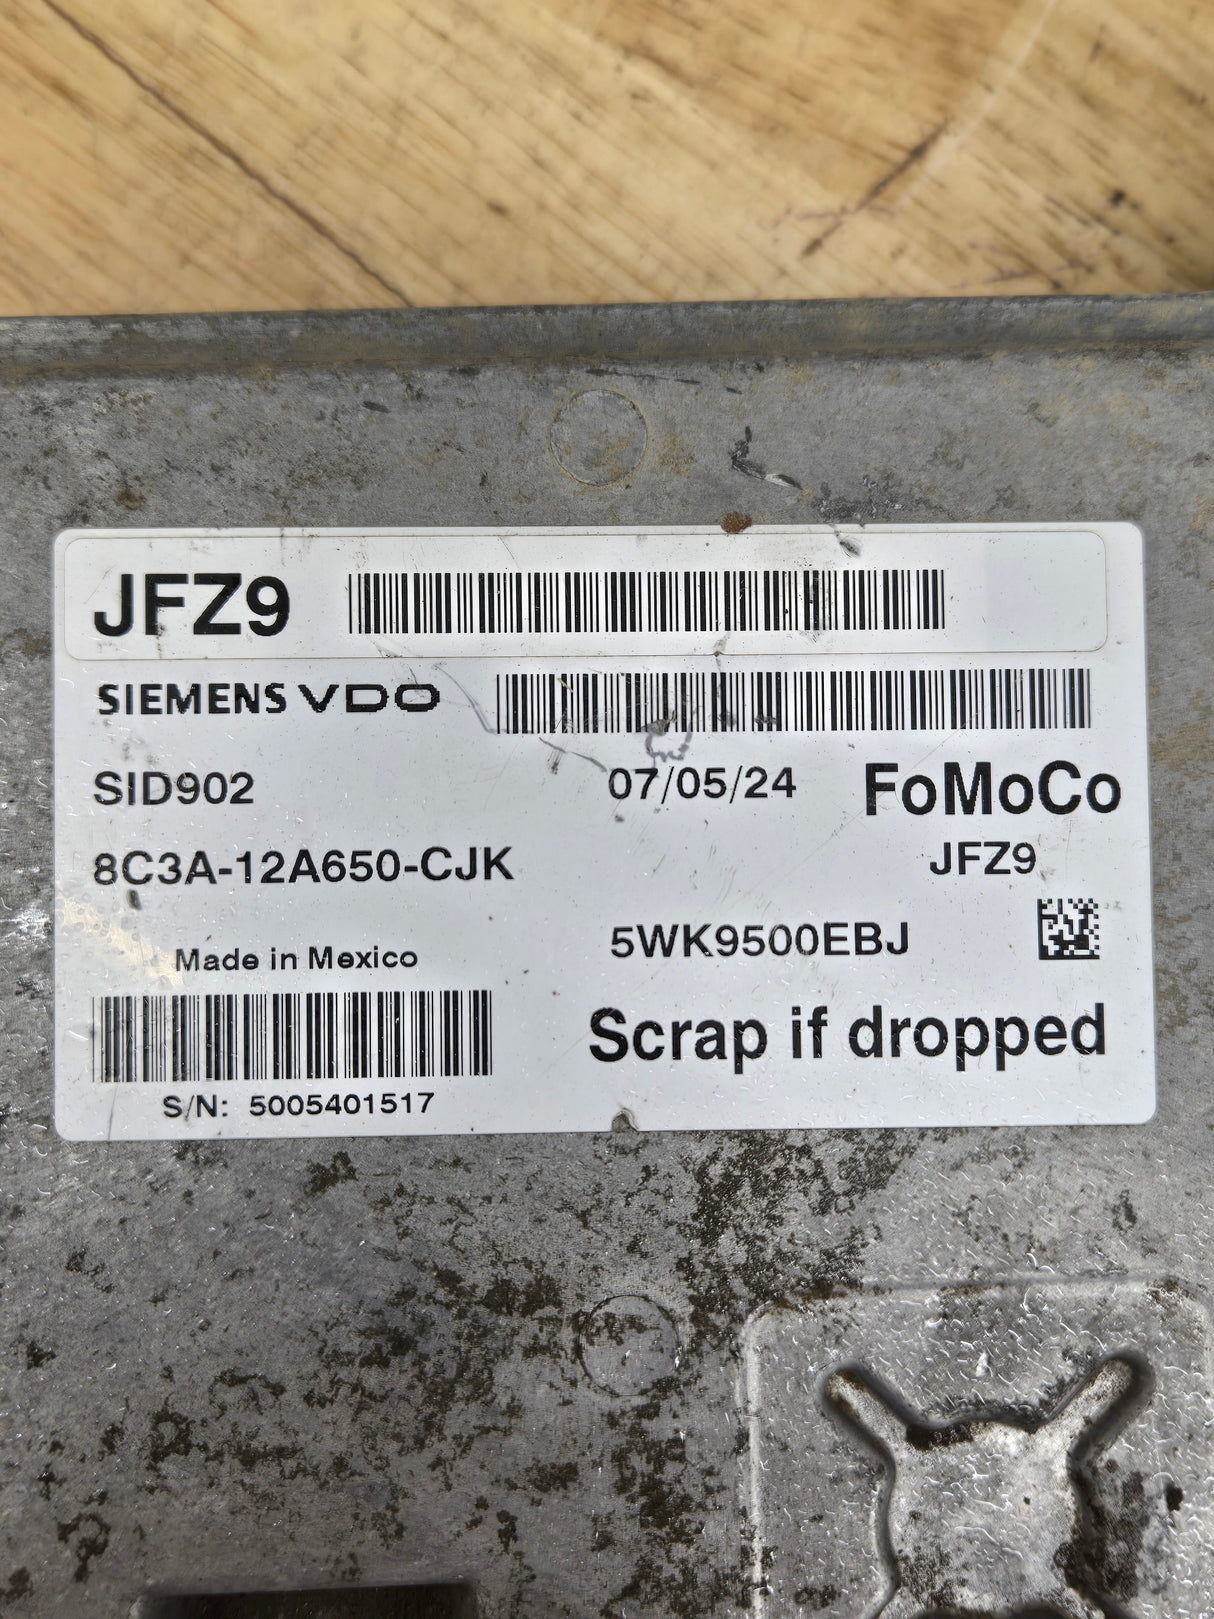 JFZ9
SIEMENS VDO
SID902
07/05/24
FoMoCo
8C3A-12A650-CJK
JFZ9
Made in Mexico
5WK9500EBJ
Scrap if dropped
S/N: 5005401517